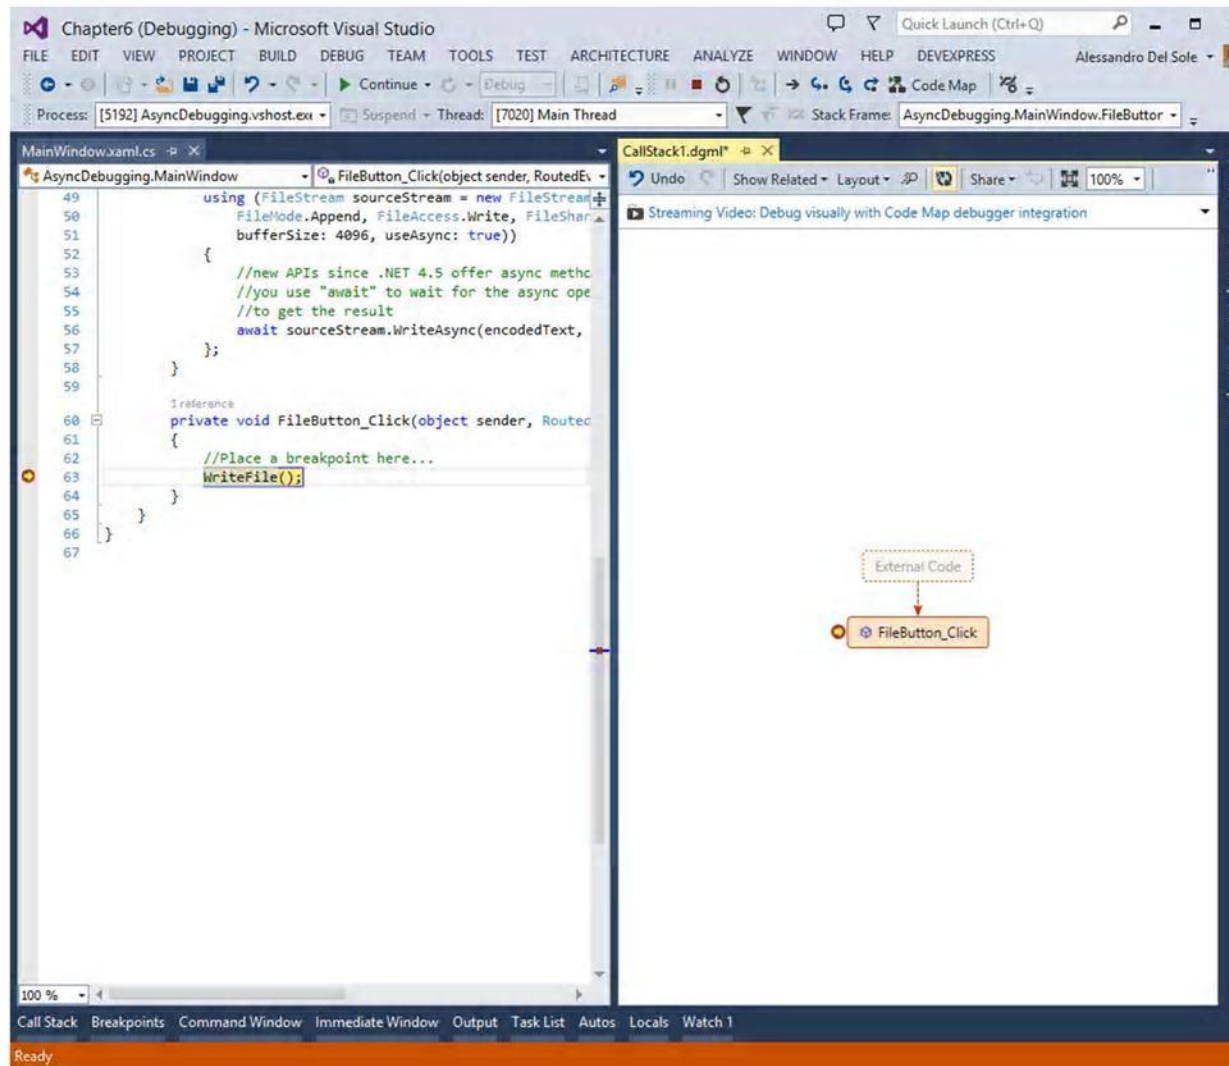 Chapter6 (Debugging) - Microsoft Visual Studio
Quick Launch (Ctrl+Q)
FILE EDIT VIEW PROJECT BUILD DEBUG TEAM TOOLS TEST ARCHITECTURE ANALYZE WINDOW HELP DEVEXPRESS Alessandro Del Sole
Continue Debug Code Map
Process: [5192] AsyncDebugging.vshost.exe Suspend Thread: [7020] Main Thread Stack Frame: AsyncDebugging.MainWindow.FileButtor
MainWindow.xaml.cs
AsyncDebugging.MainWindow FileButton_Click(object sender, RoutedEv
49 using (FileStream sourceStream = new FileStream
50 FileMode.Append, FileAccess.Write, FileShar
51 bufferSize: 4096, useAsync: true))
52 {
53 //new APIs since .NET 4.5 offer async methc
54 //you use "await" to wait for the async ope
55 //to get the result
56 await sourceStream.WriteAsync(encodedText,
57 };
58 }
59
1 reference
60 private void FileButton_Click(object sender, Routec
61 {
62 //Place a breakpoint here...
63 WriteFile();
64 }
65 }
66 }
67
100 %
CallStack1.dgml*
Undo Show Related Layout Share 100%
Streaming Video: Debug visually with Code Map debugger integration
External Code
FileButton_Click
Call Stack Breakpoints Command Window Immediate Window Output Task List Autos Locals Watch 1
Ready